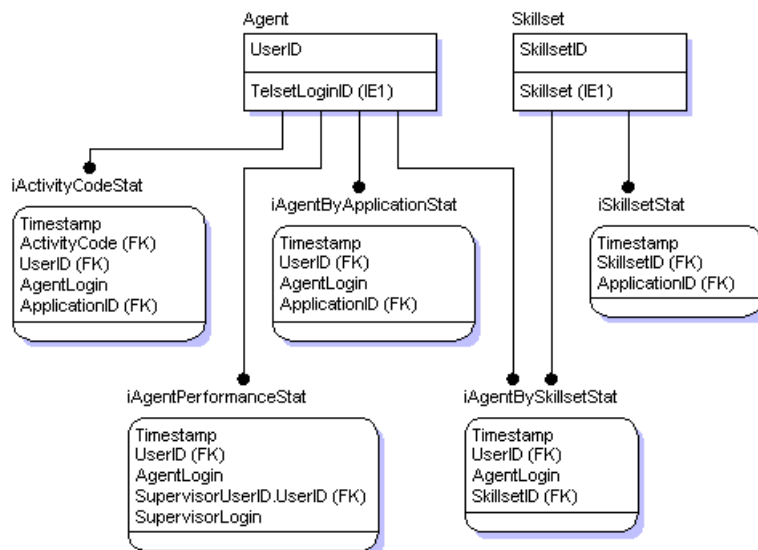 Agent
UserID
TelsetLoginID (IE1)
Skillset
SkillsetID
Skillset (IE1)
iActivityCodeStat
Timestamp
ActivityCode (FK)
UserID (FK)
AgentLogin
ApplicationID (FK)
iAgentByApplicationStat
Timestamp
UserID (FK)
AgentLogin
ApplicationID (FK)
iSkillsetStat
Timestamp
SkillsetID (FK)
ApplicationID (FK)
iAgentPerformanceStat
Timestamp
UserID (FK)
AgentLogin
SupervisorUserID.UserID (FK)
SupervisorLogin
iAgentBySkillsetStat
Timestamp
UserID (FK)
AgentLogin
SkillsetID (FK)